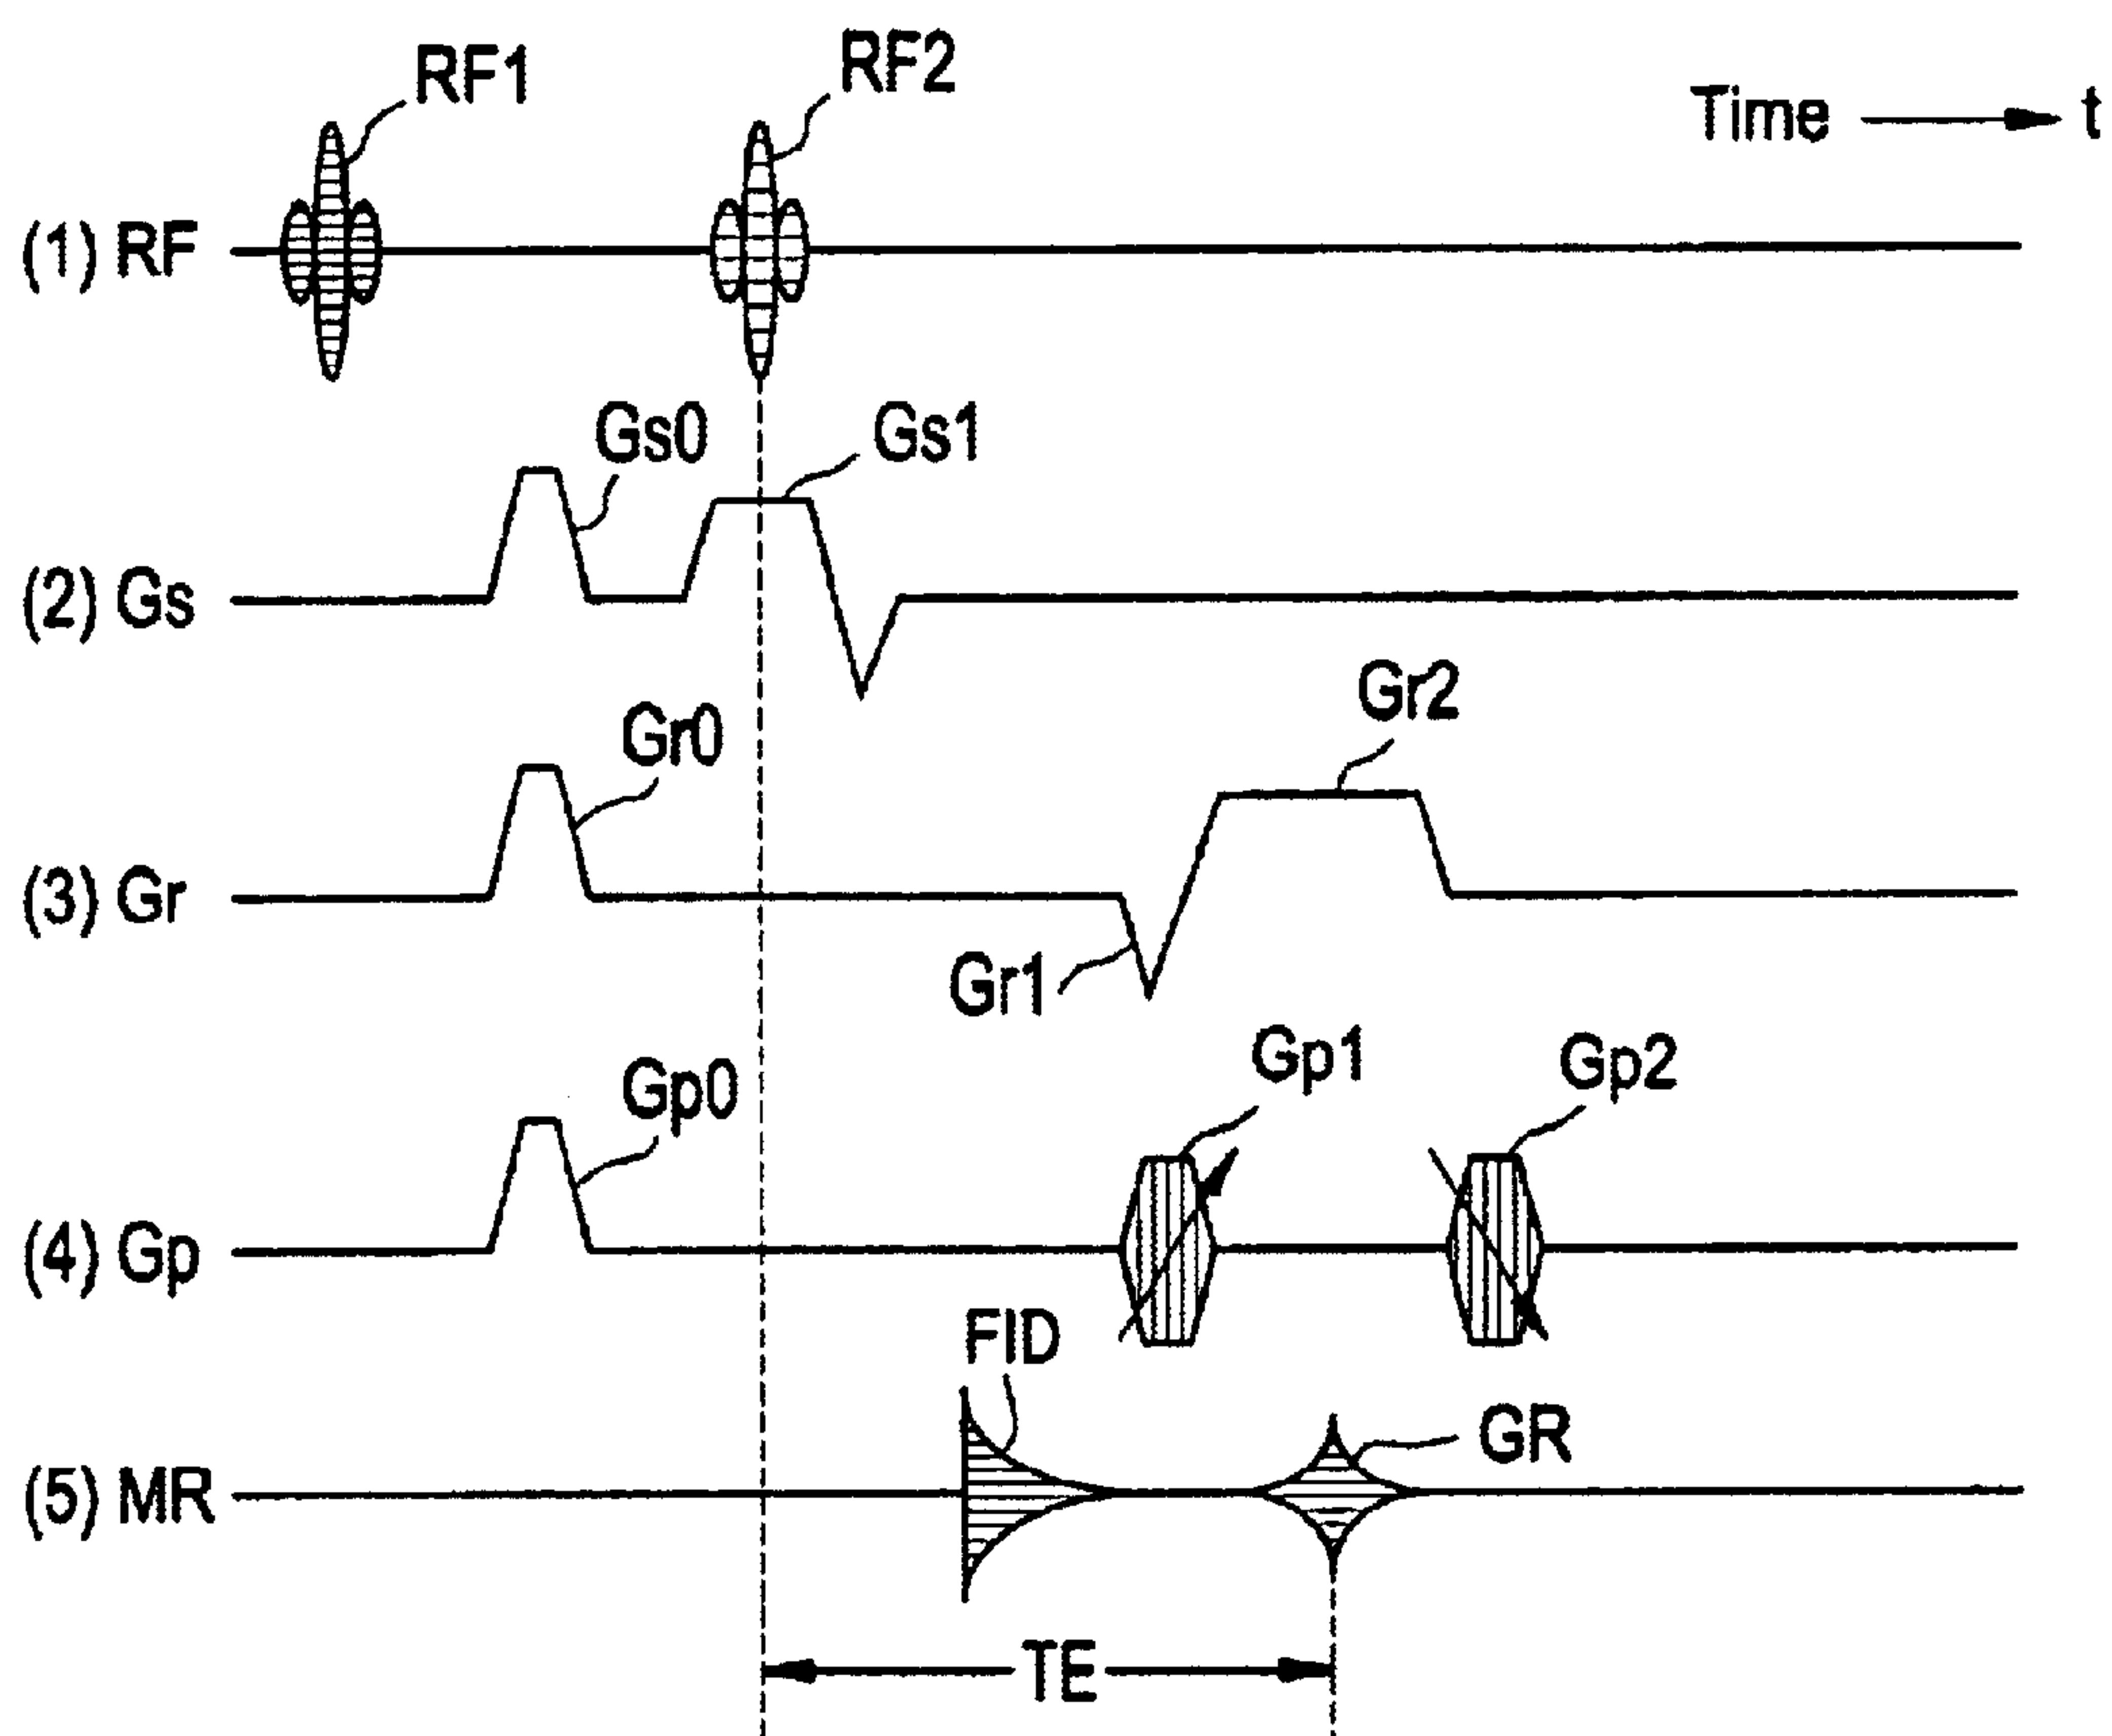 RF1
RF2
Time
t
(1) RF
Gs0
Gs1
(2) Gs
Gr0
Gr2
(3) Gr
Gr1
Gp0
Gp1
Gp2
(4) Gp
FID
GR
(5) MR
TE